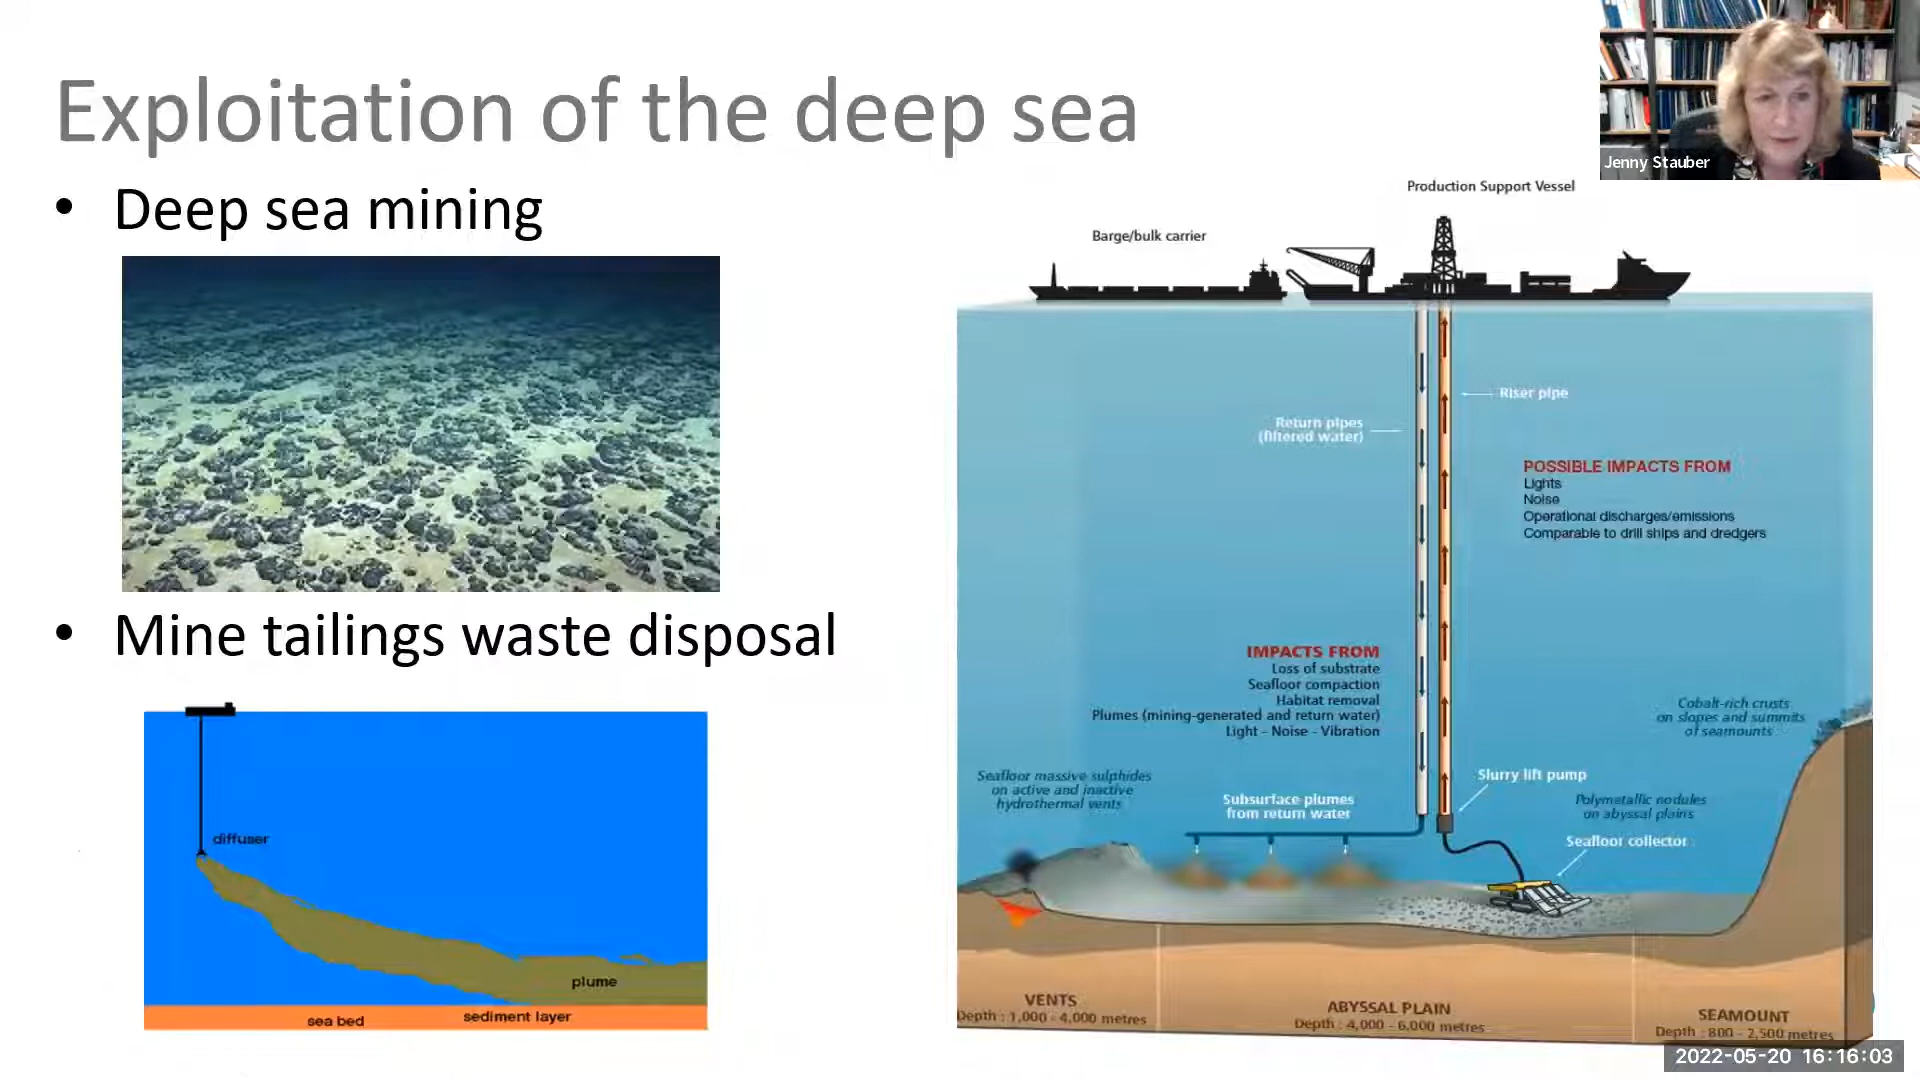 Exploitation of the deep sea
• Deep sea mining
• Mine tailings waste disposal
diffuser
plume
sediment layer
sea bed
Jenny Stauber
Production Support Vessel
Barge/bulk carrier
Riser pipe
Return pipes
(filtered water)
POSSIBLE IMPACTS FROM
Lights
Noise
Operational discharges/emissions
Comparable to drill ships and dredgers
IMPACTS FROM
Loss of substrate
Seafloor compaction
Habitat removal
Plumes (mining-generated and return water)
Light - Noise - Vibration
Cobalt-rich crusts
on slopes and summits
of seamounts
Seafloor massive sulphides
on active and inactive
hydrothermal vents
Subsurface plumes
from return water
Slurry lift pump
Polymetallic nodules
on abyssal plains
Seafloor collector
VENTS
Depth : 1,000 - 4,000 metres
ABYSSAL PLAIN
Depth : 4,000 - 6,000 metres
SEAMOUNT
Depth : 800 - 2,500 metres
2022-05-20 16:16:03